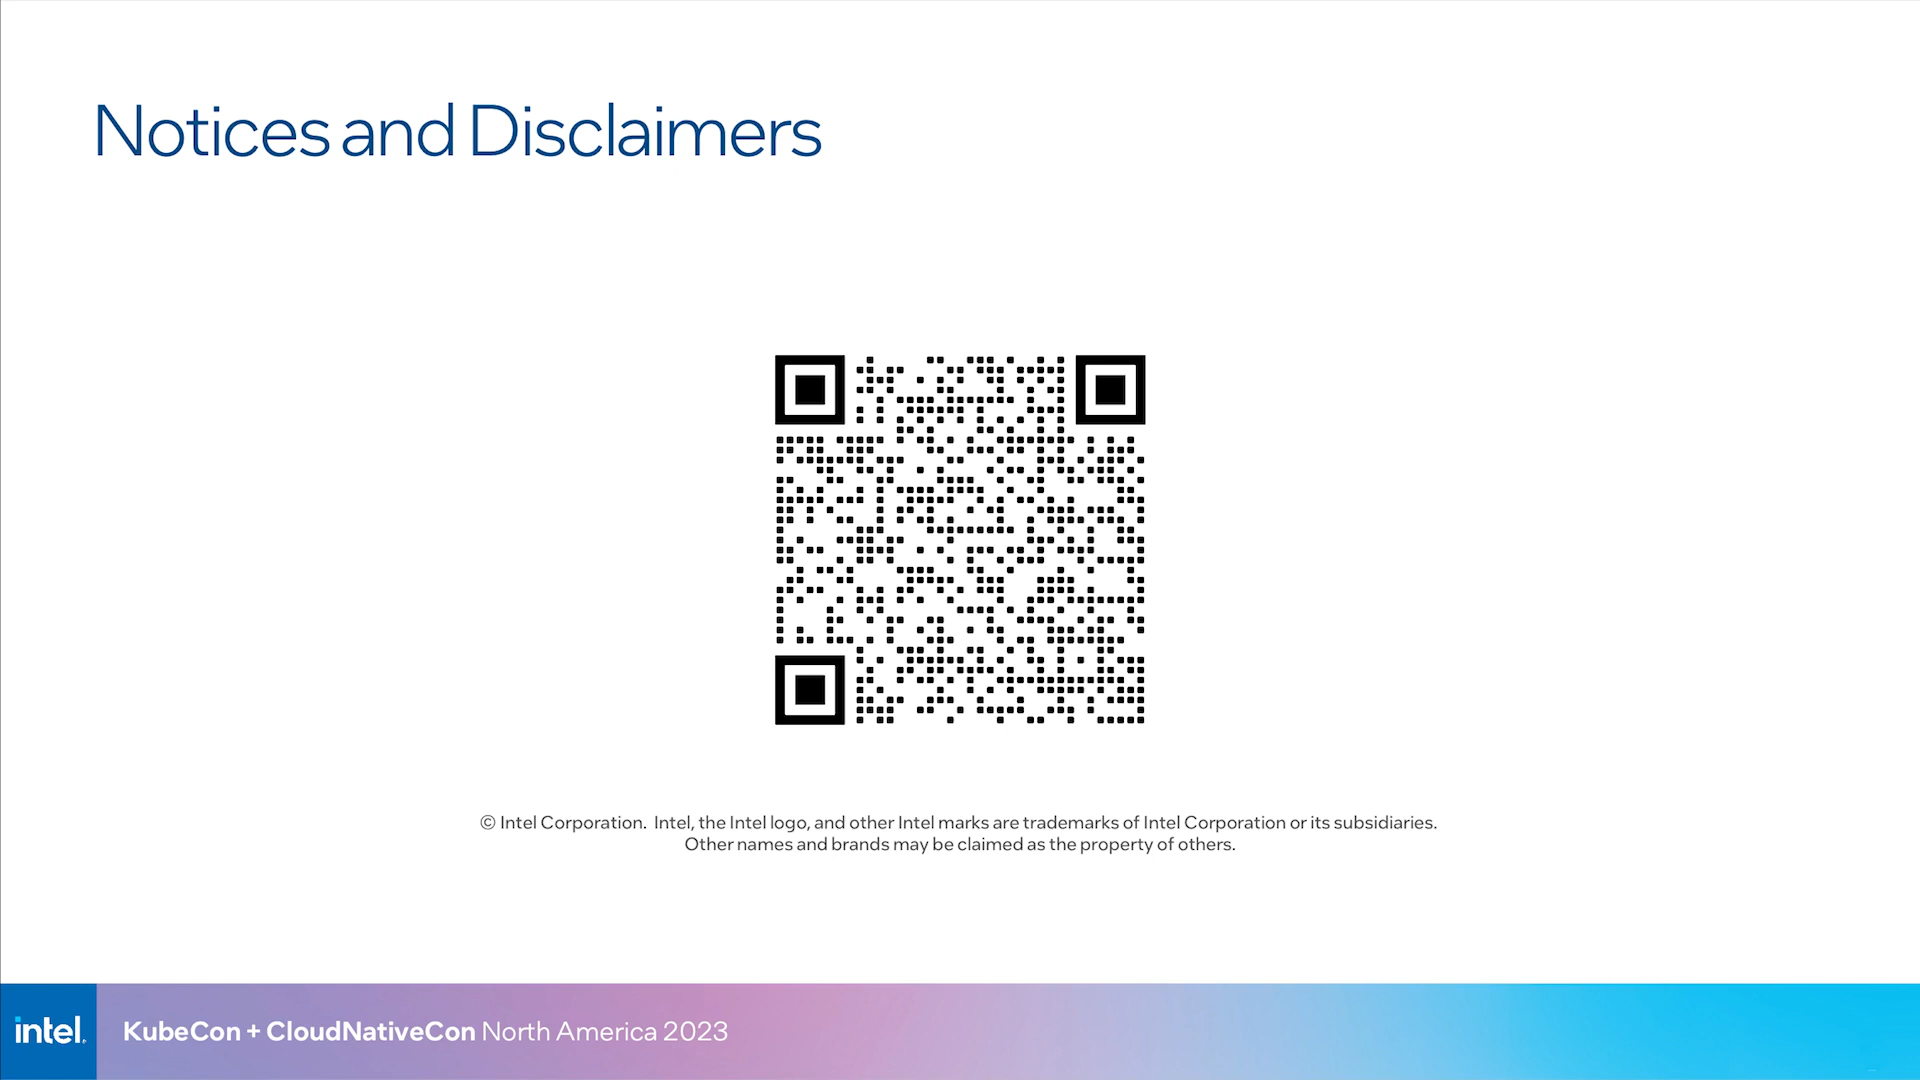 Notices and Disclaimers
© Intel Corporation. Intel, the Intel logo, and other Intel marks are trademarks of Intel Corporation or its subsidiaries.
Other names and brands may be claimed as the property of others.
intel.
KubeCon + CloudNativeCon North America 2023